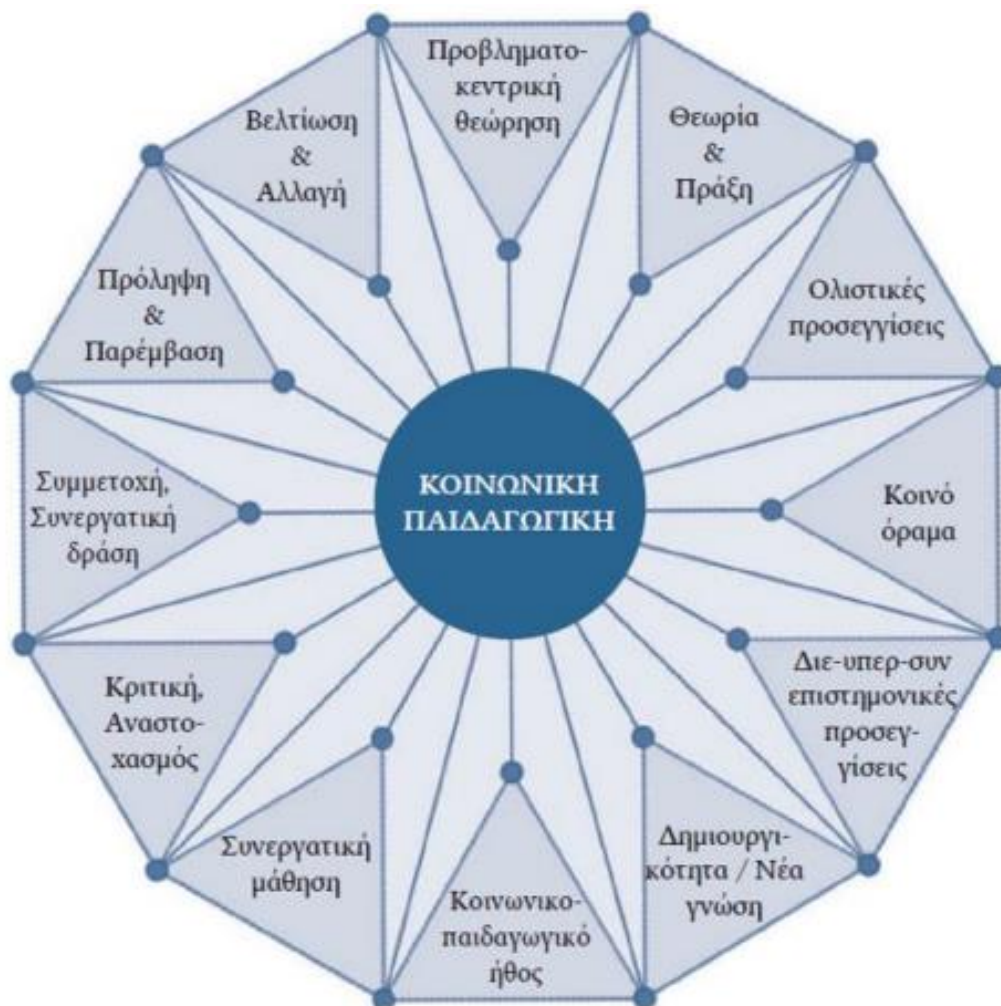 Προβληματο-
κεντρική
θεώρηση
Θεωρία
&
Πράξη
Ολιστικές
προσεγγίσεις
Κοινό
όραμα
Διε-υπερ-συν
επιστημονικές
προσεγ-
γίσεις
Δημιουργι-
κότητα / Νέα
γνώση
Κοινωνικο-
παιδαγωγικό
ήθος
Συνεργατική
μάθηση
Κριτική,
Αναστο-
χασμός
Συμμετοχή,
Συνεργατική
δράση
Πρόληψη
&
Παρέμβαση
Βελτίωση
&
Αλλαγή
ΚΟΙΝΩΝΙΚΗ
ΠΑΙΔΑΓΩΓΙΚΗ